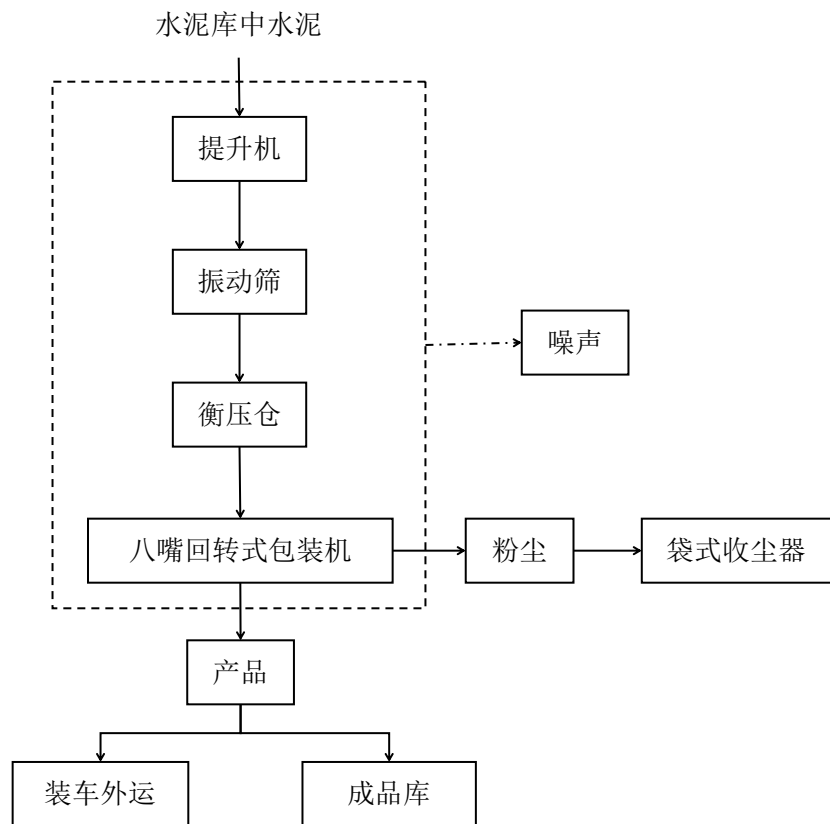 水泥库中水泥
提升机
振动筛
噪声
衡压仓
八嘴回转式包装机
粉尘
袋式收尘器
产品
装车外运
成品库